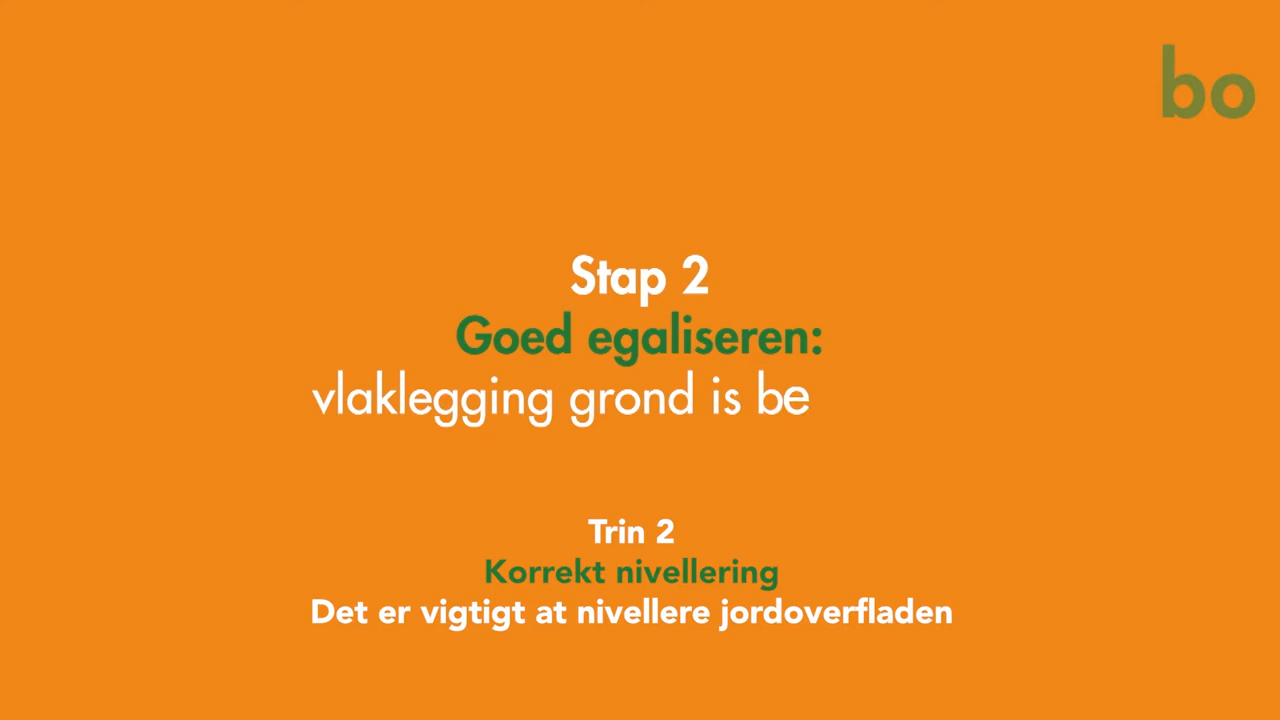 bo
Stap 2
Goed egaliseren:
vlaklegging grond is be
Trin 2
Korrekt nivellering
Det er vigtigt at nivellere jordoverfladen